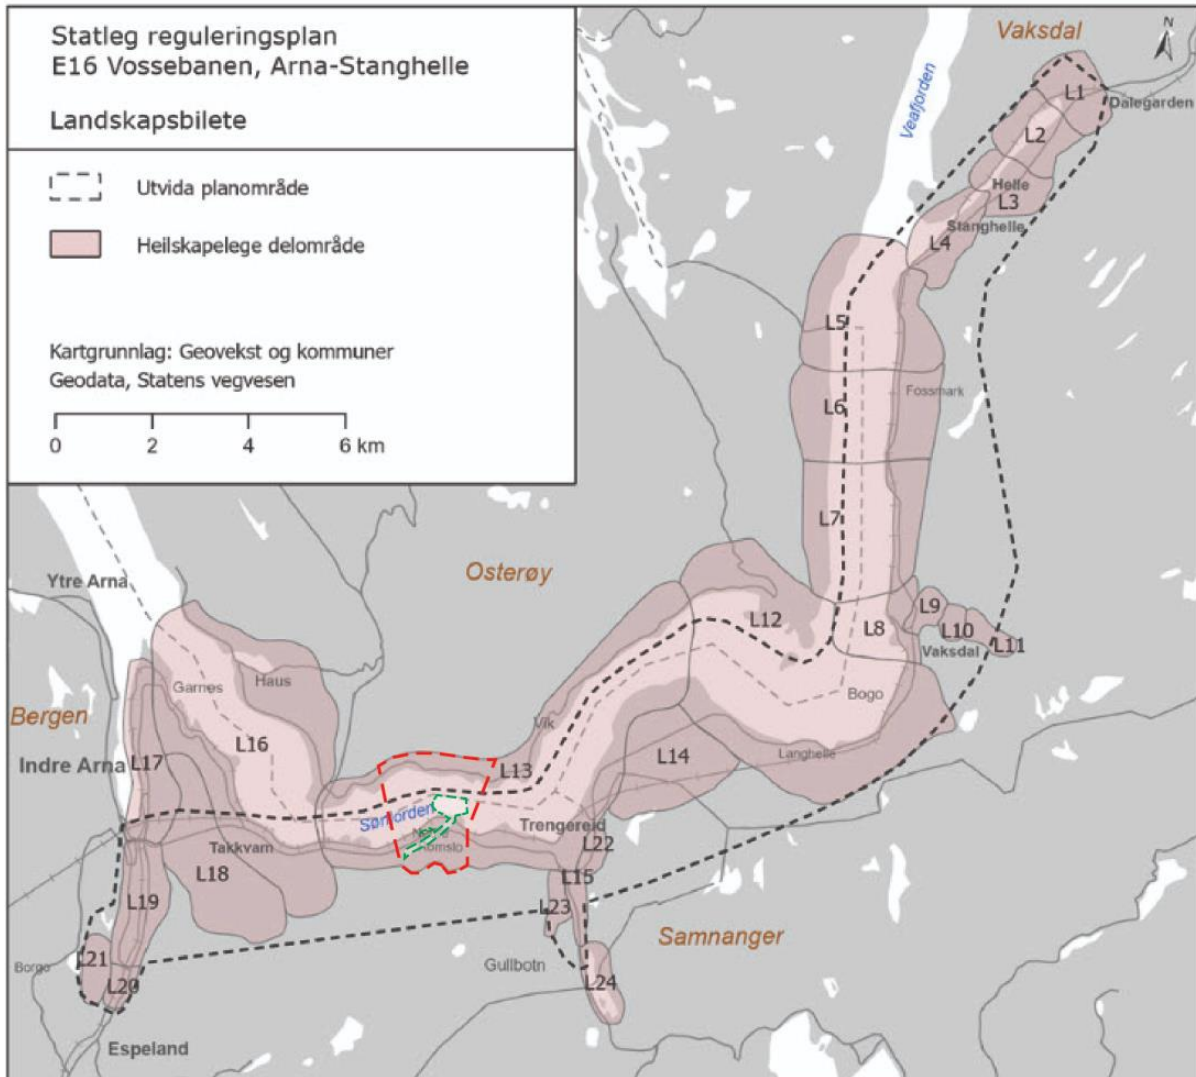 Statleg reguleringsplan
E16 Vossebanen, Arna-Stanghelle
Landskapsbilete
Utvida planområde
Heilskapelege delområde
Kartgrunnlag: Geovekst og kommuner
Geodata, Statens vegvesen
0 2 4 6 km
N
Vaksdal
Dalegarden
L1
L2
Veafjorden
Helle
L3
Stanghelle
L4
L5
Fossmark
L6
L7
Osterøy
Ytre Arna
L12
L9
L8
L10
Vaksdal
L11
Garnes
Haus
Bogo
Bergen
Vik
L16
Langhelle
L17
Indre Arna
L13
L14
Sørfjorden
Trengereid
Takkvam
L22
L18
L15
L19
L23
Samnanger
L21
Borgo
Gullbotn
L20
L24
Espeland